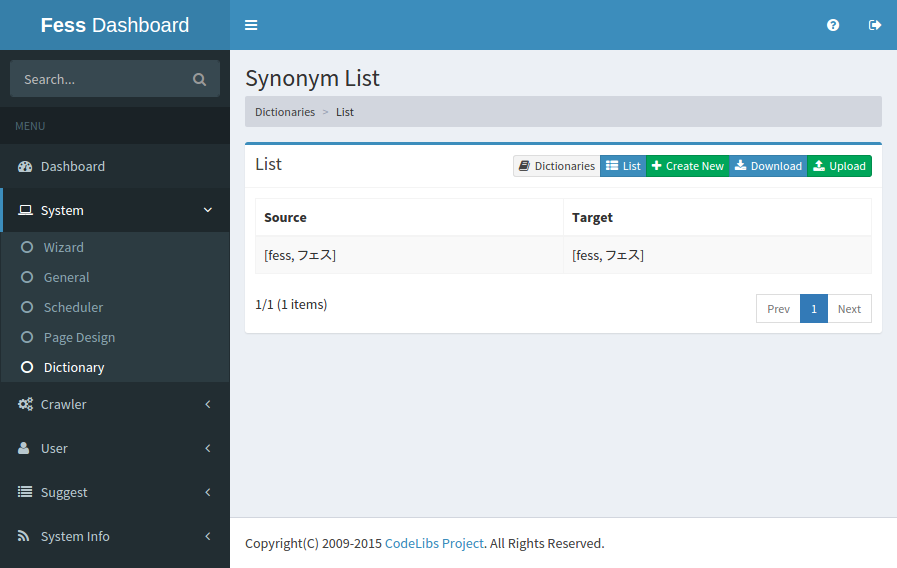 Fess Dashboard
Search...
MENU
Dashboard
System
Wizard
General
Scheduler
Page Design
Dictionary
Crawler
User
Suggest
System Info
Synonym List
Dictionaries > List
List
Dictionaries List Create New Download Upload
Source Target
[fess, フェス] [fess, フェス]
1/1 (1 items)
Prev 1 Next
Copyright(C) 2009-2015 CodeLibs Project. All Rights Reserved.